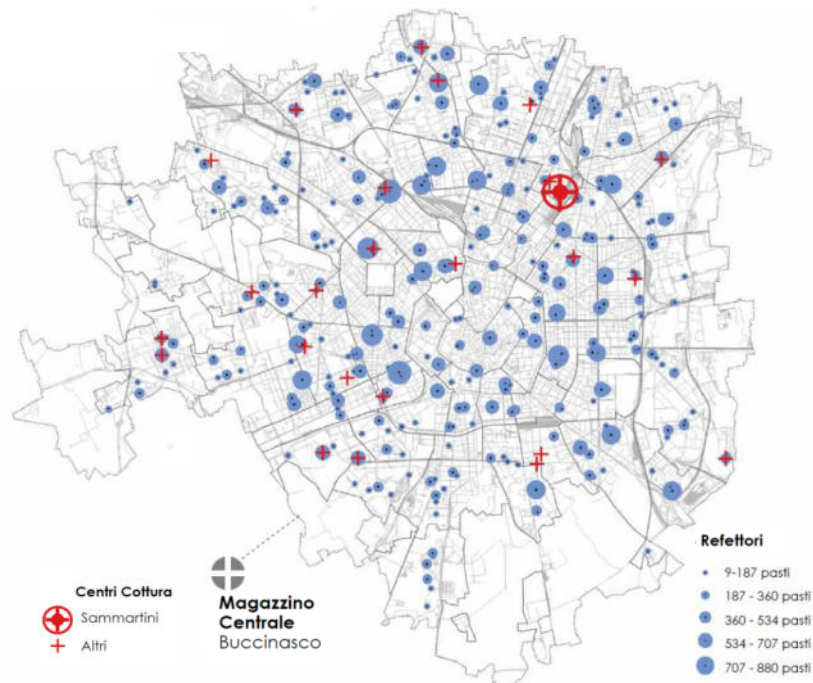 Centri Cottura
Sammartini
Altri
Magazzino
Centrale
Buccinasco
Refettori
9-187 pasti
187 - 360 pasti
360 - 534 pasti
534 - 707 pasti
707 - 880 pasti